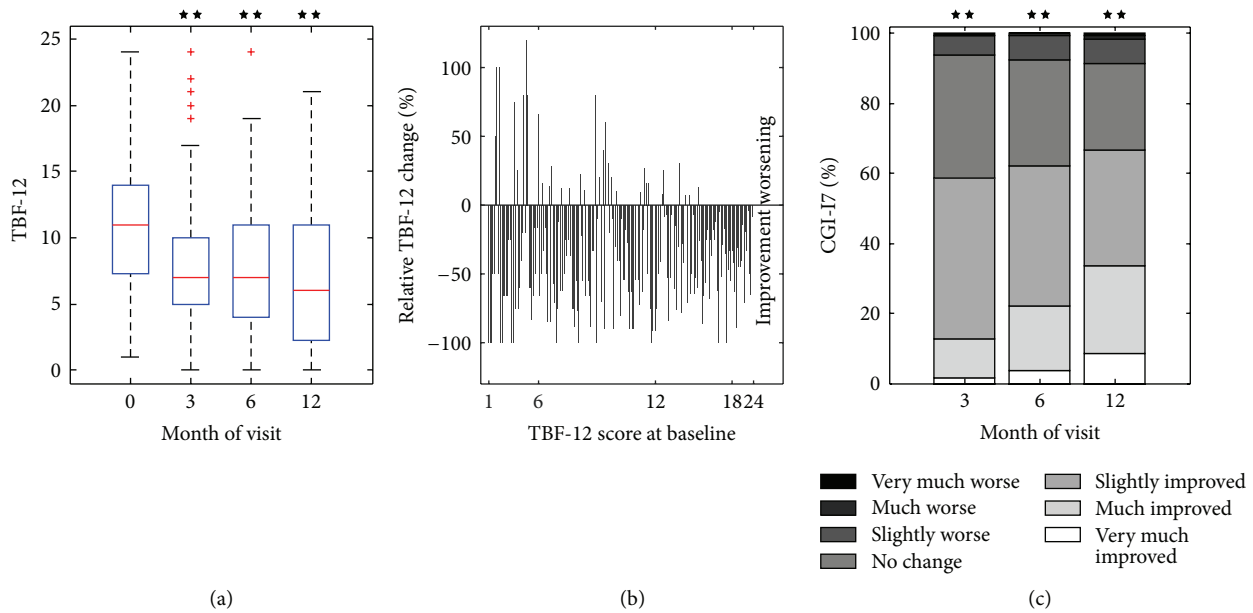 ★★ ★★ ★★
25
20
15
10
5
0
TBF-12
0 3 6 12
Month of visit
(a)
100
50
0
−50
−100
Relative TBF-12 change (%)
Improvement worsening
1 6 12 18 24
TBF-12 score at baseline
(b)
★★ ★★ ★★
100
80
60
40
20
0
CGI-I7 (%)
3 6 12
Month of visit
Very much worse
Much worse
Slightly worse
No change
Slightly improved
Much improved
Very much
improved
(c)